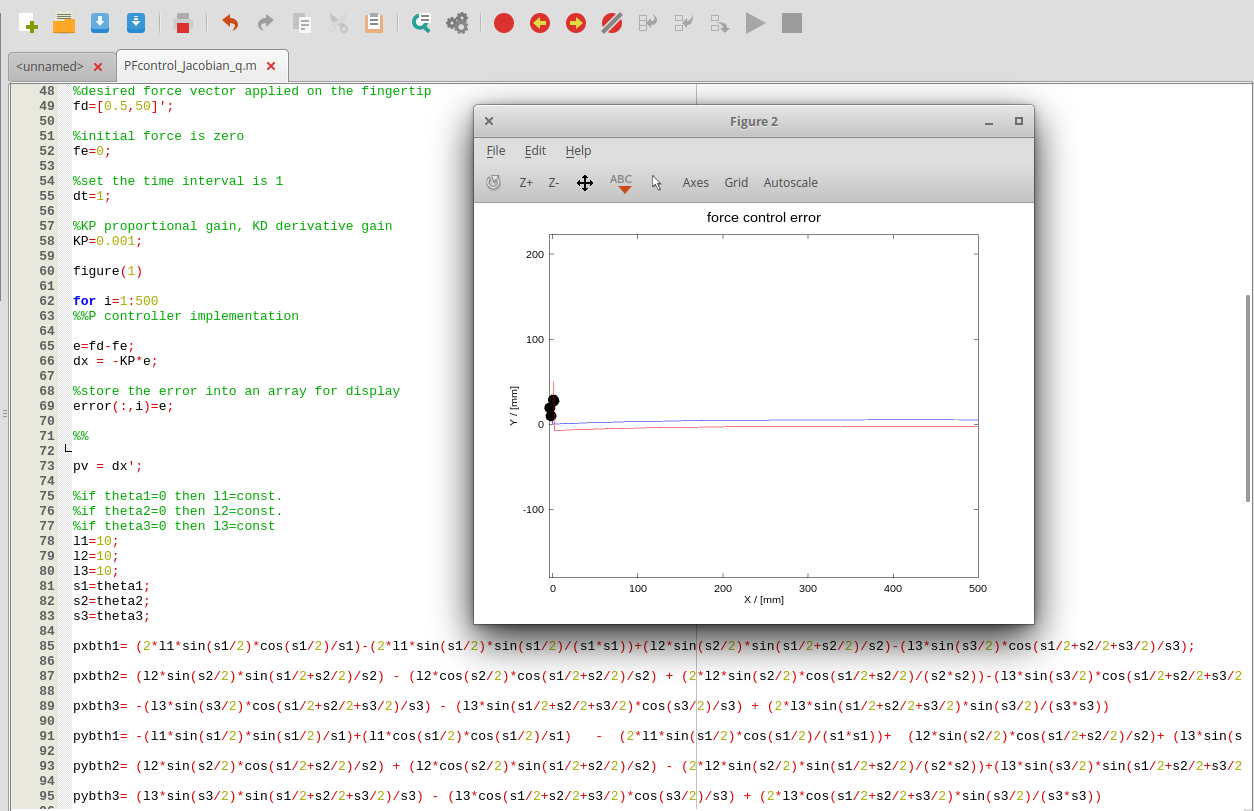 <unnamed>
PFcontrol_Jacobian_q.m
48 %desired force vector applied on the fingertip
49 fd=[0.5,50]';
50
51 %initial force is zero
52 fe=0;
53
54 %set the time interval is 1
55 dt=1;
56
57 %KP proportional gain, KD derivative gain
58 KP=0.001;
59
60 figure(1)
61
62 for i=1:500
63 %%P controller implementation
64
65 e=fd-fe;
66 dx = -KP*e;
67
68 %store the error into an array for display
69 error(:,i)=e;
70
71 %%
72
73 pv = dx';
74
75 %if theta1=0 then l1=const.
76 %if theta2=0 then l2=const.
77 %if theta3=0 then l3=const
78 l1=10;
79 l2=10;
80 l3=10;
81 s1=theta1;
82 s2=theta2;
83 s3=theta3;
84
85 pxbth1= (2*l1*sin(s1/2)*cos(s1/2)/s1)-(2*l1*sin(s1/2)*sin(s1/2)/(s1*s1))+(l2*sin(s2/2)*sin(s1/2+s2/2)/s2)-(l3*sin(s3/2)*cos(s1/2+s2/2+s3/2)/s3);
86
87 pxbth2= (l2*sin(s2/2)*sin(s1/2+s2/2)/s2) - (l2*cos(s2/2)*cos(s1/2+s2/2)/s2) + (2*l2*sin(s2/2)*cos(s1/2+s2/2)/(s2*s2))-(l3*sin(s3/2)*cos(s1/2+s2/2+s3/2
88
89 pxbth3= -(l3*sin(s3/2)*cos(s1/2+s2/2+s3/2)/s3) - (l3*sin(s1/2+s2/2+s3/2)*cos(s3/2)/s3) + (2*l3*sin(s1/2+s2/2+s3/2)*sin(s3/2)/(s3*s3))
90
91 pybth1= -(l1*sin(s1/2)*sin(s1/2)/s1)+(l1*cos(s1/2)*cos(s1/2)/s1)   -  (2*l1*sin(s1/2)*cos(s1/2)/(s1*s1))+  (l2*sin(s2/2)*cos(s1/2+s2/2)/s2)+ (l3*sin(s
92
93 pybth2= (l2*sin(s2/2)*cos(s1/2+s2/2)/s2) + (l2*cos(s2/2)*sin(s1/2+s2/2)/s2) - (2*l2*sin(s2/2)*sin(s1/2+s2/2)/(s2*s2))+(l3*sin(s3/2)*sin(s1/2+s2/2+s3/2
94
95 pybth3= (l3*sin(s3/2)*sin(s1/2+s2/2+s3/2)/s3) - (l3*cos(s1/2+s2/2+s3/2)*cos(s3/2)/s3) + (2*l3*cos(s1/2+s2/2+s3/2)*sin(s3/2)/(s3*s3))
Figure 2
File Edit Help
Z+ Z- ABC Axes Grid Autoscale
force control error
200
100
0
-100
Y / [mm]
0 100 200 300 400 500
X / [mm]